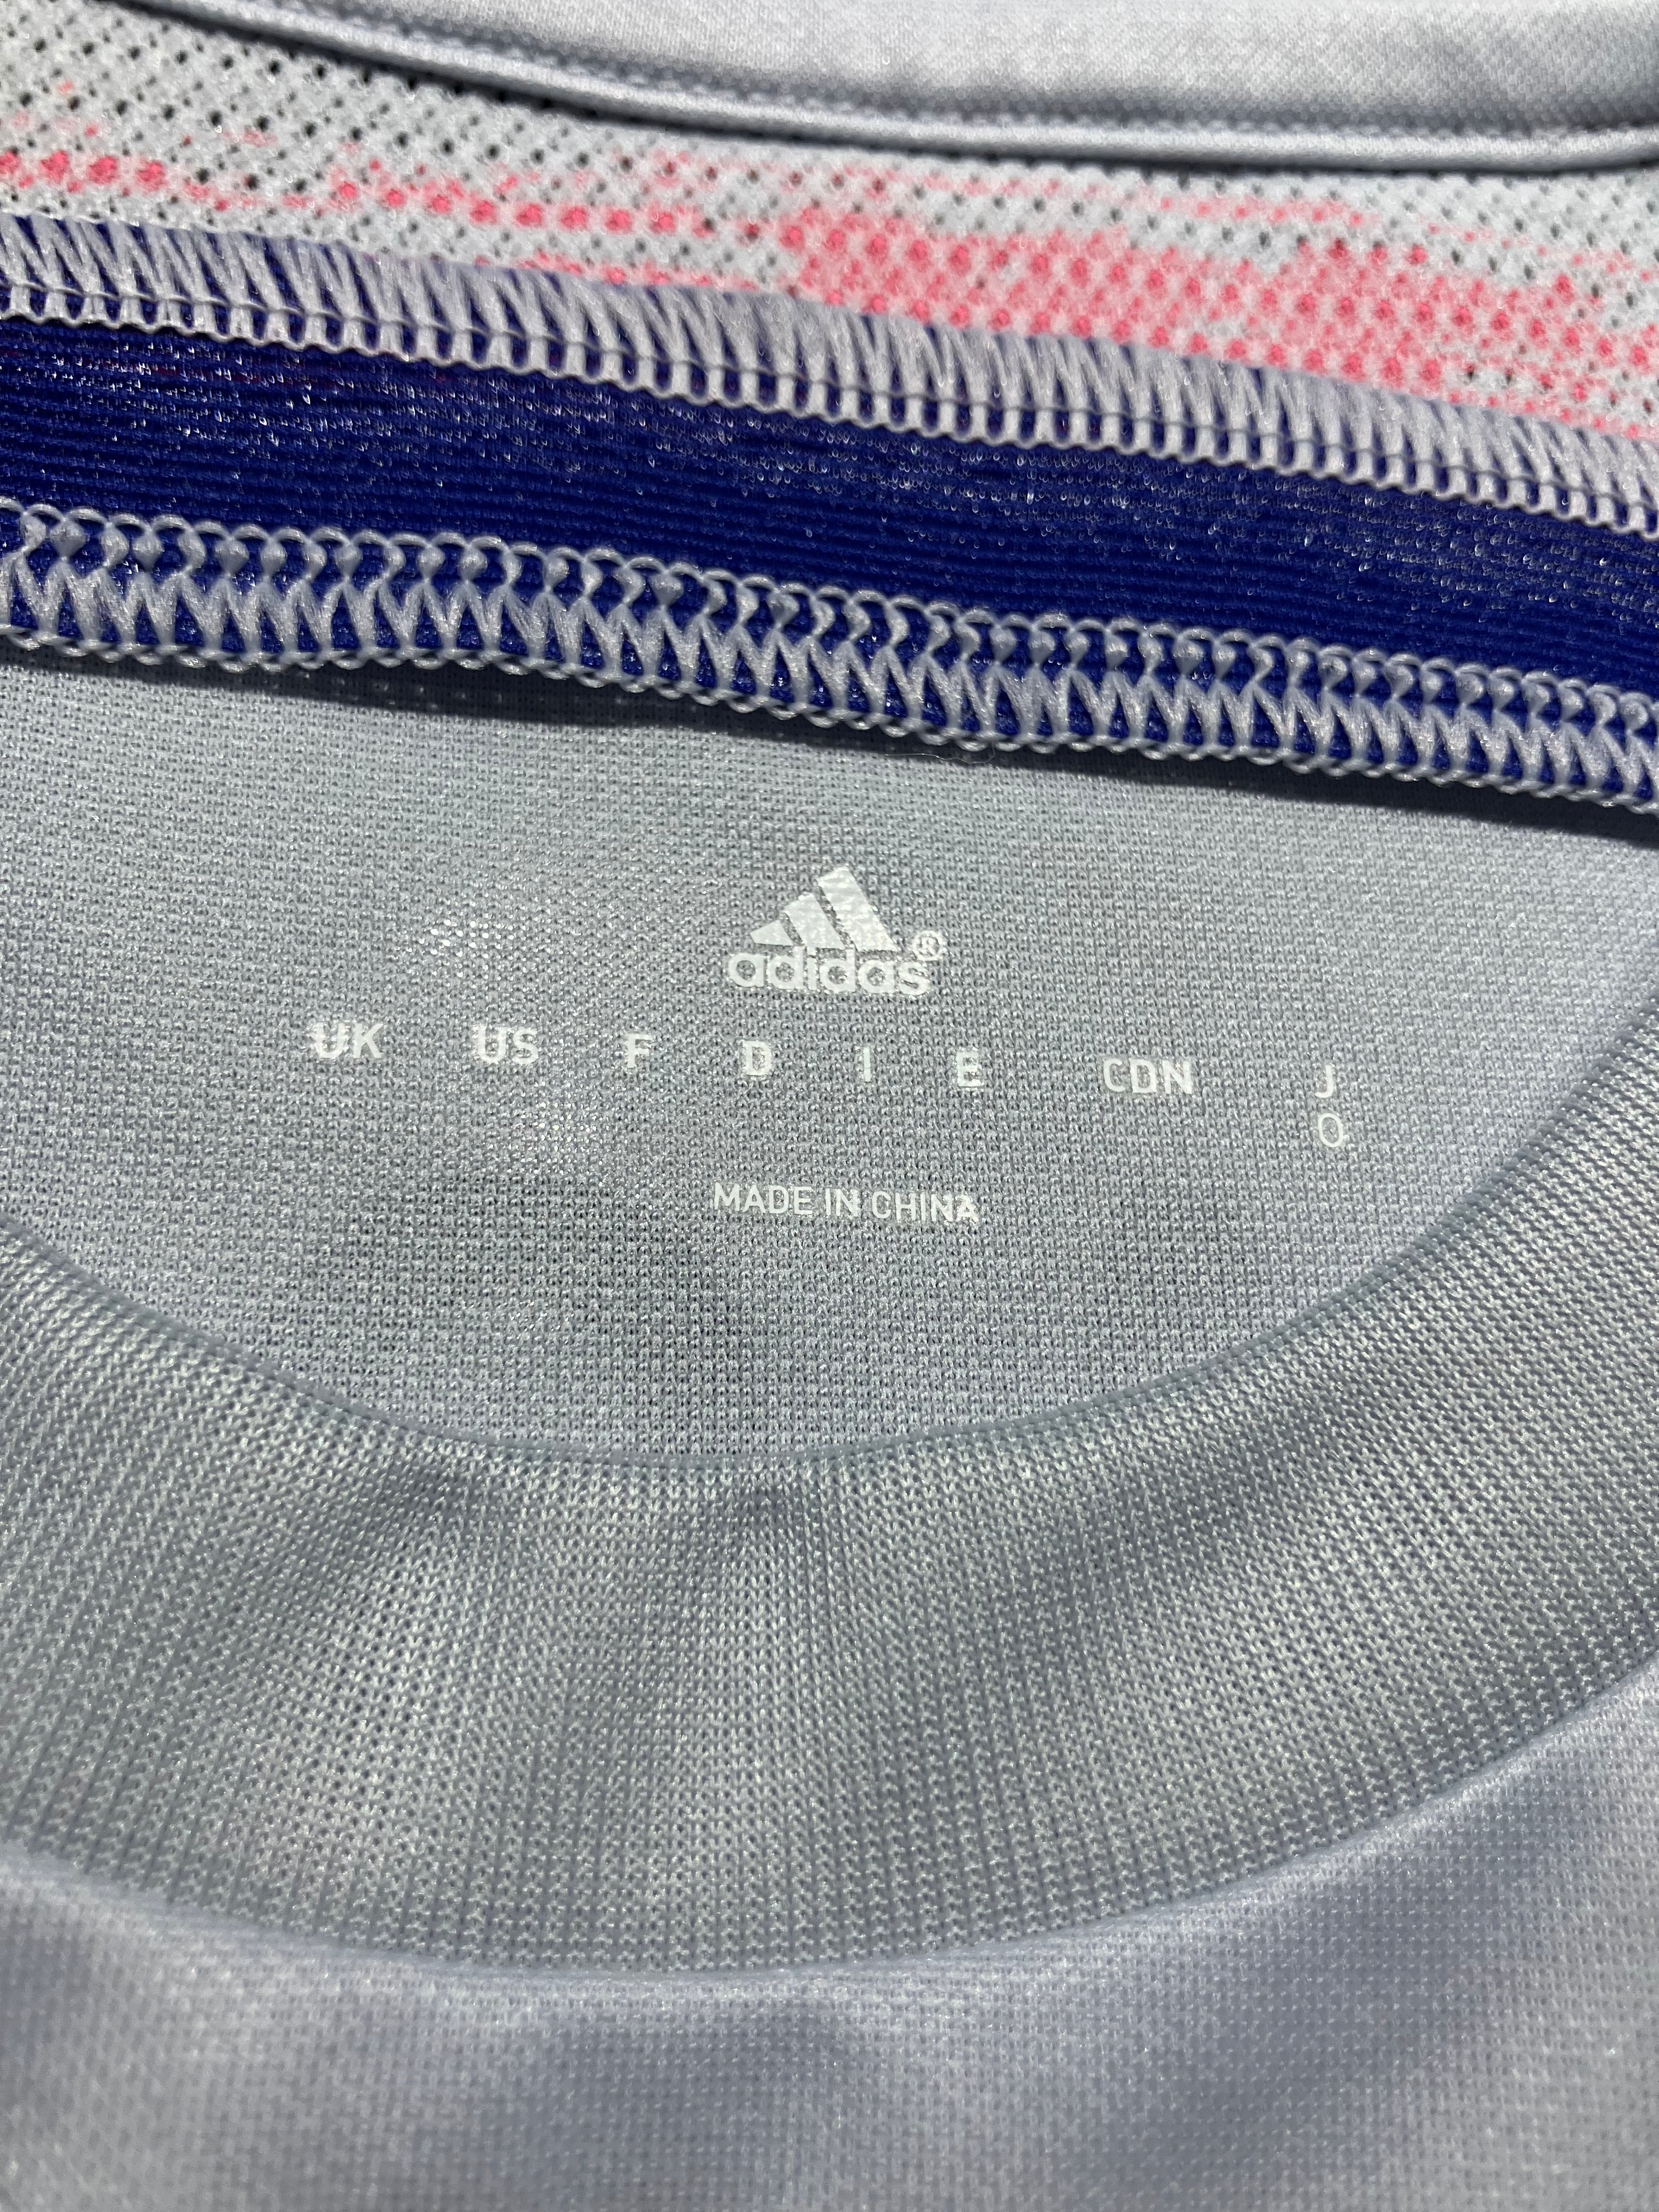 adidas®
UK US F D I E CDN J
O
MADE IN CHINA